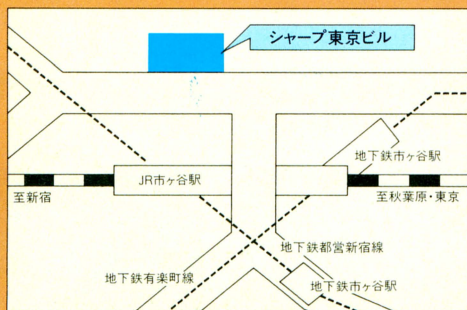 シャープ東京ビル
地下鉄市ヶ谷駅
JR市ヶ谷駅
至新宿
至秋葉原・東京
地下鉄都営新宿線
地下鉄有楽町線
地下鉄市ヶ谷駅